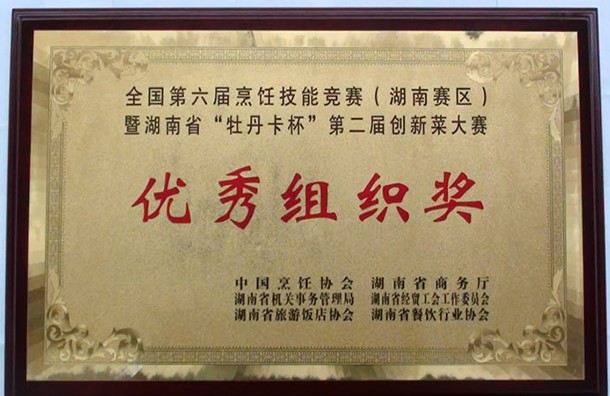 全国第六届烹饪技能竞赛（湖南赛区）
暨湖南省“牡丹卡杯”第二届创新菜大赛
优秀组织奖
中国烹饪协会 湖南省商务厅
湖南省机关事务管理局 湖南省经贸工会工作委员会
湖南省旅游饭店协会 湖南省餐饮行业协会